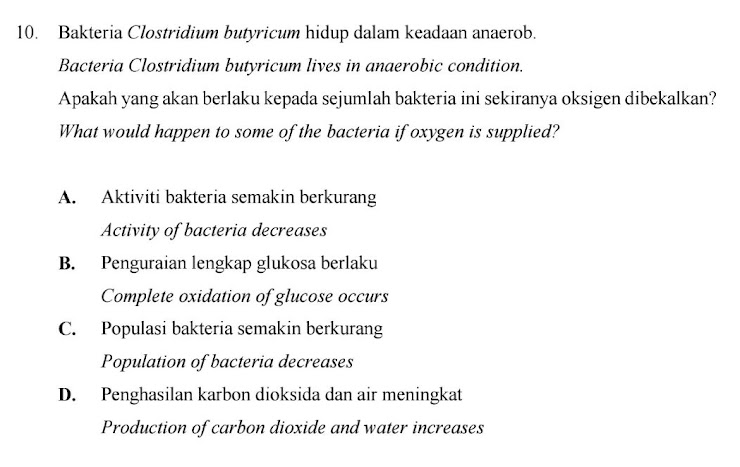 10. Bakteria Clostridium butyricum hidup dalam keadaan anaerob.
Bacteria Clostridium butyricum lives in anaerobic condition.
Apakah yang akan berlaku kepada sejumlah bakteria ini sekiranya oksigen dibekalkan?
What would happen to some of the bacteria if oxygen is supplied?
A. Aktiviti bakteria semakin berkurang
Activity of bacteria decreases
B. Penguraian lengkap glukosa berlaku
Complete oxidation of glucose occurs
C. Populasi bakteria semakin berkurang
Population of bacteria decreases
D. Penghasilan karbon dioksida dan air meningkat
Production of carbon dioxide and water increases